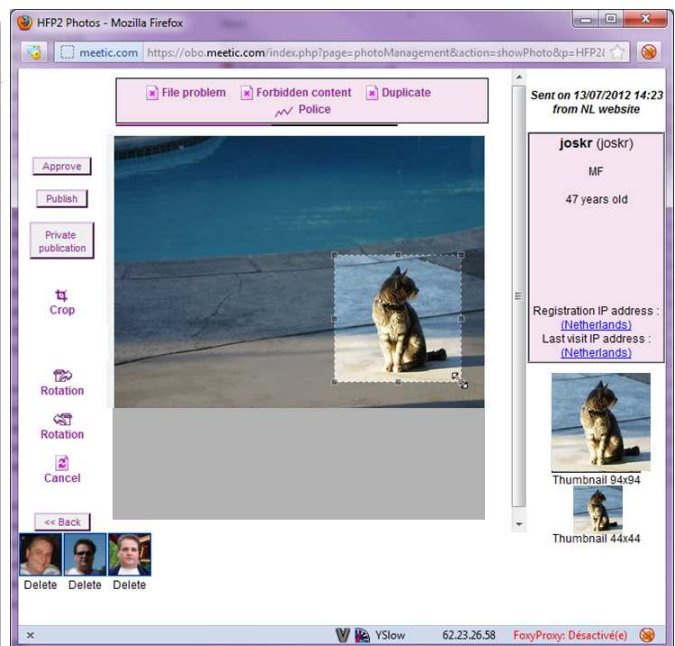 HFP2 Photos - Mozilla Firefox
meetic.com https://obo.meetic.com/index.php?page=photoManagement&action=showPhoto&p=HFP2
File problem Forbidden content Duplicate
Police
Sent on 13/07/2012 14:23
from NL website
joskr (joskr)
MF
47 years old
Registration IP address :
(Netherlands)
Last visit IP address :
(Netherlands)
Thumbnail 94x94
Thumbnail 44x44
Approve
Publish
Private
publication
Crop
Rotation
Rotation
Cancel
<< Back
Delete Delete Delete
× YSlow 62.23.26.58 FoxyProxy: Désactivé(e)